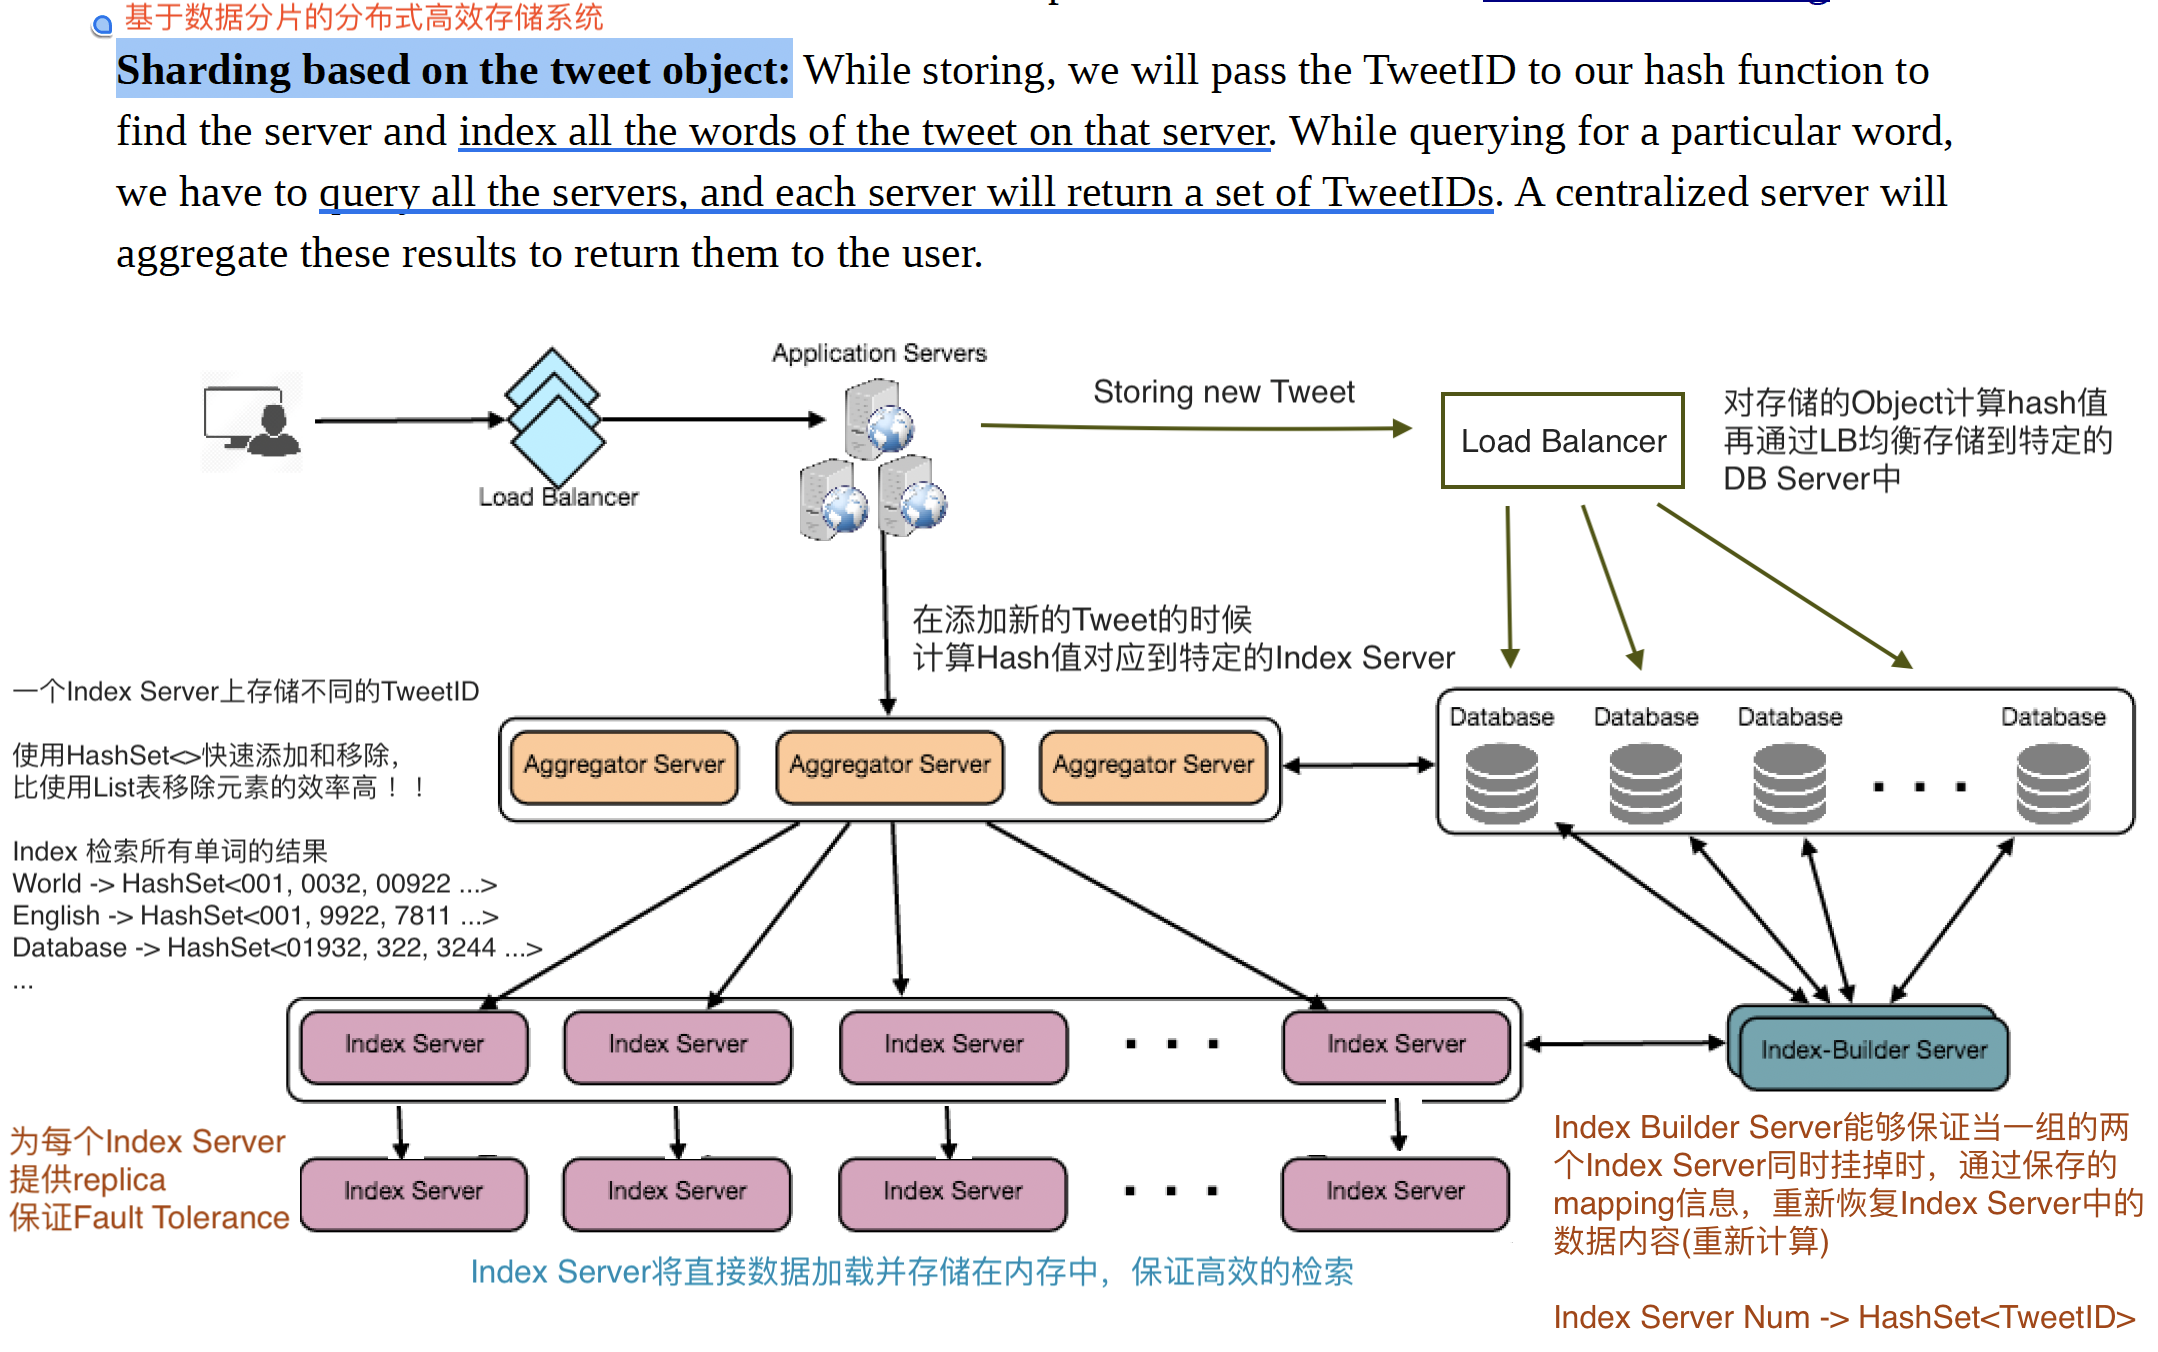 基于数据分片的分布式高效存储系统
Sharding based on the tweet object: While storing, we will pass the TweetID to our hash function to
find the server and index all the words of the tweet on that server. While querying for a particular word,
we have to query all the servers, and each server will return a set of TweetIDs. A centralized server will
aggregate these results to return them to the user.
Application Servers
Storing new Tweet
Load Balancer
对存储的Object计算hash值
再通过LB均衡存储到特定的
DB Server中
Load Balancer
在添加新的Tweet的时候
计算Hash值对应到特定的Index Server
一个Index Server上存储不同的TweetID
使用HashSet<>快速添加和移除，
比使用List表移除元素的效率高！！
Index 检索所有单词的结果
World -> HashSet<001, 0032, 00922 ...>
English -> HashSet<001, 9922, 7811 ...>
Database -> HashSet<01932, 322, 3244 ...>
...
Aggregator Server Aggregator Server Aggregator Server
Database Database Database Database
Index Server Index Server Index Server Index Server
Index-Builder Server
为每个Index Server
提供replica
保证Fault Tolerance
Index Server Index Server Index Server Index Server
Index Server将直接数据加载并存储在内存中，保证高效的检索
Index Builder Server能够保证当一组的两
个Index Server同时挂掉时，通过保存的
mapping信息，重新恢复Index Server中的
数据内容(重新计算)
Index Server Num -> HashSet<TweetID>